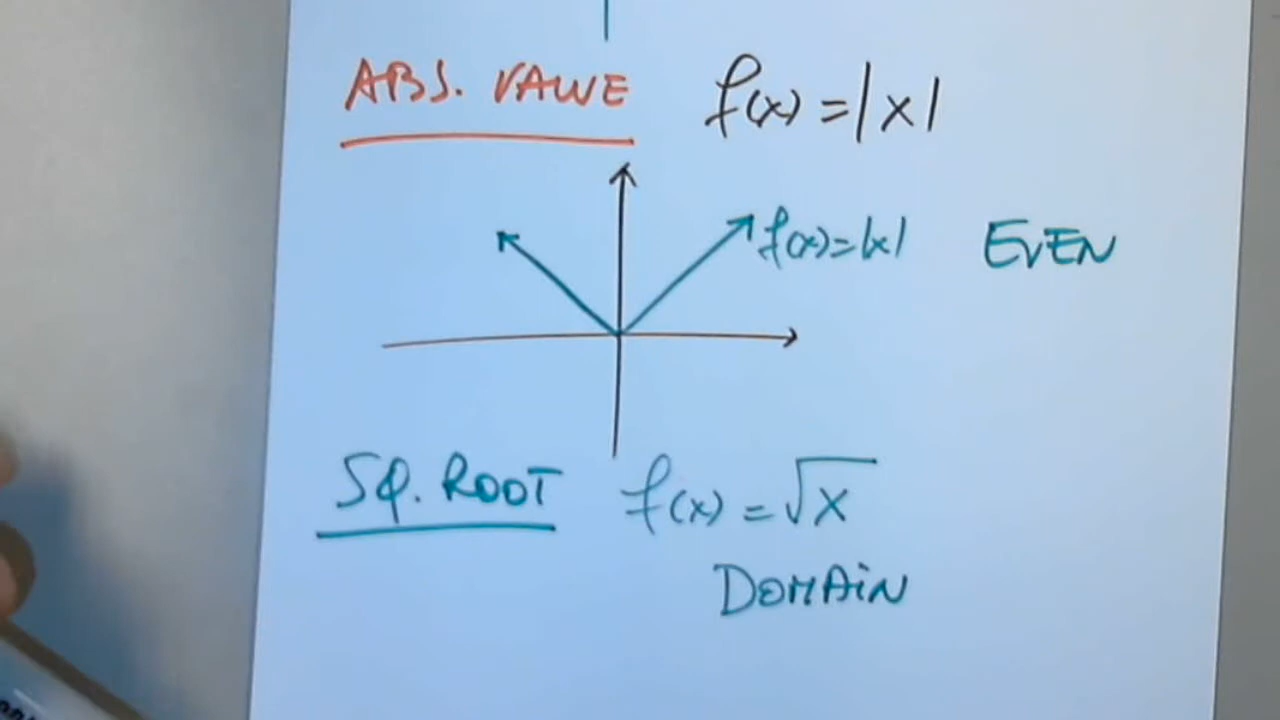 ABS. VALUE f(x) = |x|
f(x) = |x| EVEN
SQ. ROOT f(x) = √x
DOMAIN